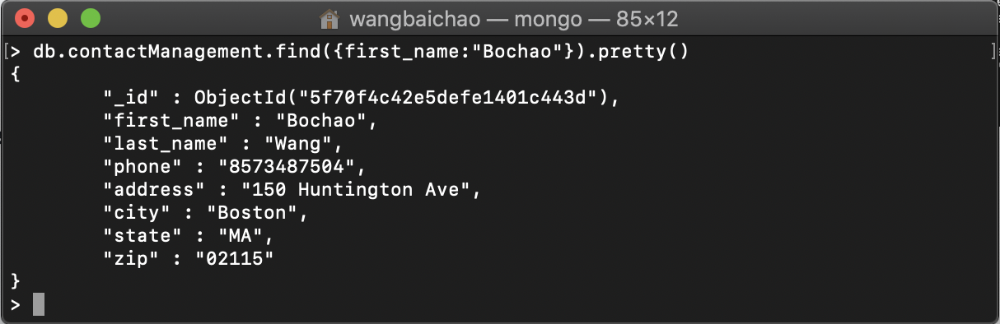 wangbaichao — mongo — 85×12
[> db.contactManagement.find({first_name:"Bochao"}).pretty() ]
{
"_id" : ObjectId("5f70f4c42e5defe1401c443d"),
"first_name" : "Bochao",
"last_name" : "Wang",
"phone" : "8573487504",
"address" : "150 Huntington Ave",
"city" : "Boston",
"state" : "MA",
"zip" : "02115"
}
>